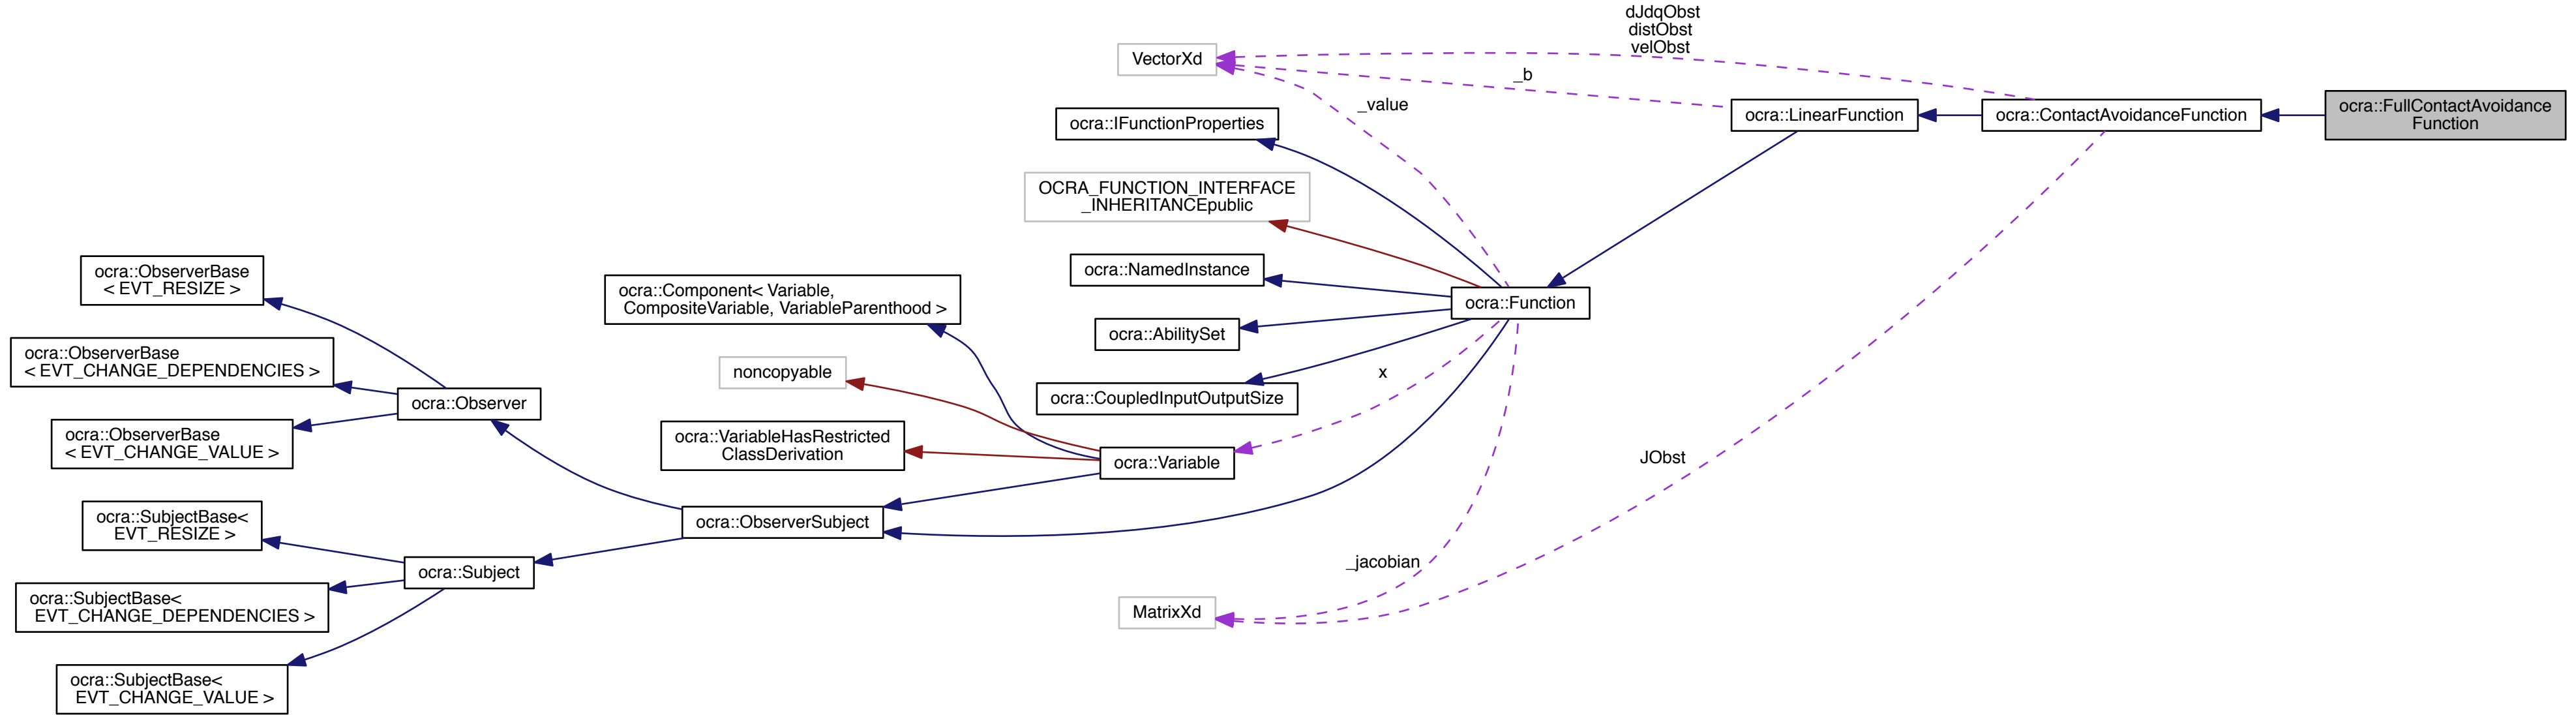 dJdqObst
distObst
velObst
VectorXd
_b
_value
ocra::IFunctionProperties
ocra::LinearFunction
ocra::ContactAvoidanceFunction
ocra::FullContactAvoidance
Function
OCRA_FUNCTION_INTERFACE
_INHERITANCEpublic
ocra::NamedInstance
ocra::ObserverBase
< EVT_RESIZE >
ocra::Component< Variable,
CompositeVariable, VariableParenthood >
ocra::Function
ocra::AbilitySet
ocra::ObserverBase
< EVT_CHANGE_DEPENDENCIES >
noncopyable
x
ocra::CoupledInputOutputSize
ocra::Observer
ocra::ObserverBase
< EVT_CHANGE_VALUE >
ocra::VariableHasRestricted
ClassDerivation
ocra::Variable
JObst
ocra::SubjectBase<
EVT_RESIZE >
ocra::ObserverSubject
_jacobian
ocra::Subject
ocra::SubjectBase<
EVT_CHANGE_DEPENDENCIES >
MatrixXd
ocra::SubjectBase<
EVT_CHANGE_VALUE >